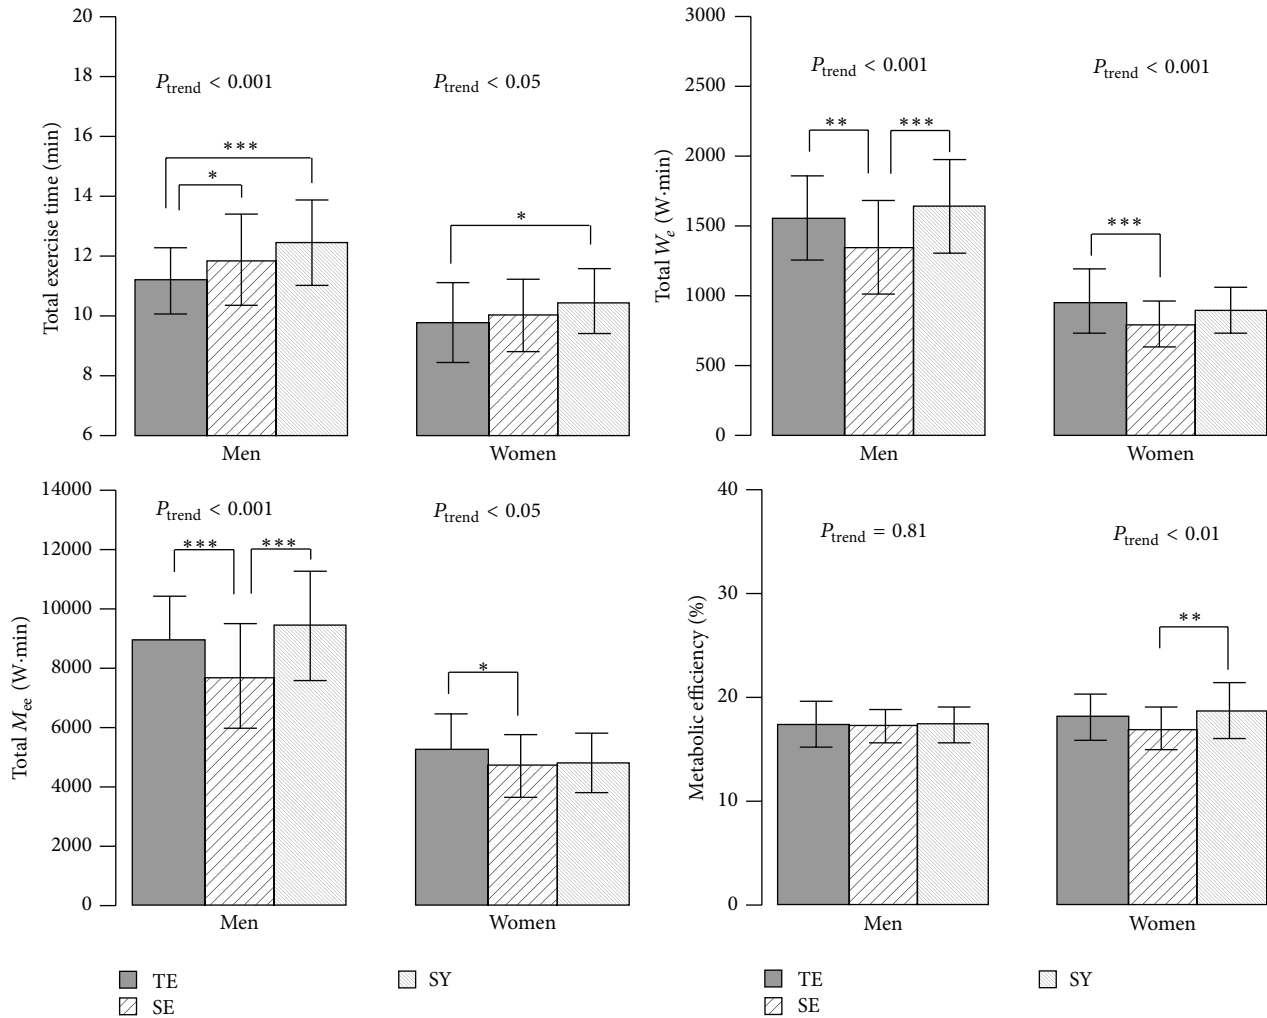 Total exercise time (min)
20
18
16
14
12
10
8
6
P_trend < 0.001
P_trend < 0.05
***
*
*
Men
Women
Total W_e (W·min)
3000
2500
2000
1500
1000
500
0
P_trend < 0.001
P_trend < 0.001
**
***
***
Men
Women
Total M_ee (W·min)
14000
12000
10000
8000
6000
4000
2000
0
P_trend < 0.001
P_trend < 0.05
***
***
*
Men
Women
Metabolic efficiency (%)
40
30
20
10
0
P_trend = 0.81
P_trend < 0.01
**
Men
Women
TE
SE
SY
TE
SE
SY